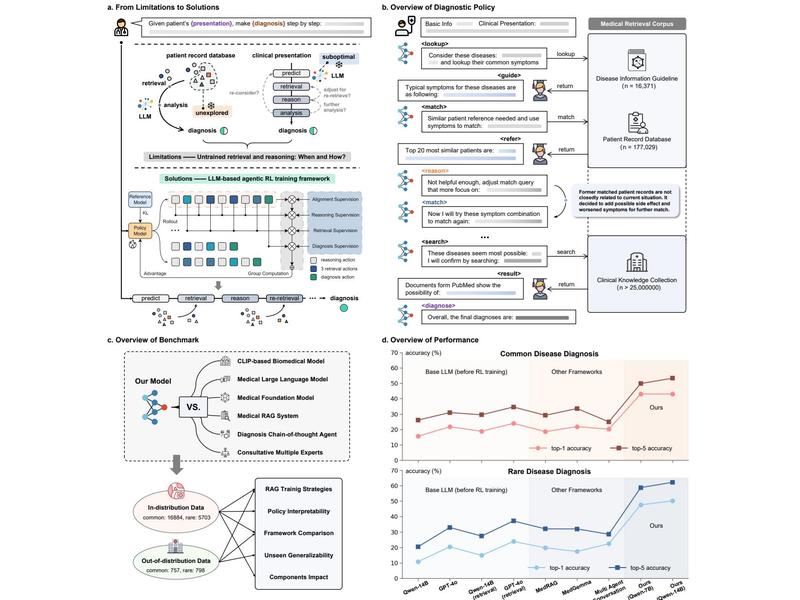 a. From Limitations to Solutions
Given patient's {presentation}, make {diagnosis} step by step:
patient record database
clinical presentation
suboptimal
retrieval
LLM
analysis
unexplored
diagnosis
re-consider?
predict
retrieval
reason
analysis
diagnosis
LLM
adjust for
re-retrieve?
further
analysis?
Limitations — Untrained retrieval and reasoning: When and How?
Solutions — LLM-based agentic RL training framework
Reference
Model
KL
Policy
Model
Rollout
Advantage
Group Computation
Alignment Supervision
Reasoning Supervision
Retrieval Supervision
Diagnosis Supervision
reasoning action
3 retrieval actions
diagnosis action
predict
retrieval
reason
re-retrieval
diagnosis
b. Overview of Diagnostic Policy
Basic Info
Clinical Presentation:
Medical Retrieval Corpus
<lookup>
Consider these diseases:
and lookup their common symptoms
lookup
<guide>
Typical symptoms for these diseases are
as following:
return
Disease Information Guideline
(n = 16,371)
<match>
Similar patient reference needed and use
symptoms to match:
match
Patient Record Database
(n = 177,029)
<refer>
Top 20 most similar patients are:
return
<reason>
Not helpful enough, adjust match query
that more focus on:
<match>
Now I will try these symptom combination
to match again:
Former matched patient records are not
closedly related to current situation. It
decided to add possible side effect and
worsened symptoms for further match.
...
<search>
These diseases seem most possible:
I will confirm by searching:
search
<result>
Documents form PubMed show the
possibility of:
return
Clinical Knowledge Collection
(n > 25,000000)
<diagnose>
Overall, the final diagnoses are:
c. Overview of Benchmark
Our Model
VS.
CLIP-based Biomedical Model
Medical Large Language Model
Medical Foundation Model
Medical RAG System
Diagnosis Chain-of-thought Agent
Consultative Multiple Experts
In-distribution Data
common: 16884, rare: 5703
Out-of-distribution Data
common: 757, rare: 798
RAG Trainig Strategies
Policy Interpretability
Framework Comparison
Unseen Generalizability
Components Impact
d. Overview of Performance
accuracy (%)
Common Disease Diagnosis
70
60
50
40
30
20
10
0
Base LLM (before RL training)
Other Frameworks
Ours
top-1 accuracy
top-5 accuracy
accuracy (%)
Rare Disease Diagnosis
70
60
50
40
30
20
10
0
Base LLM (before RL training)
Other Frameworks
Ours
top-1 accuracy
top-5 accuracy
Qwen-14B
GPT-4o
Qwen-14B
(retrieval)
GPT-4o
(retrieval)
MedRAG
MedGemma
Multi Agent
Conversation
Ours
(Qwen-7B)
Ours
(Qwen-14B)